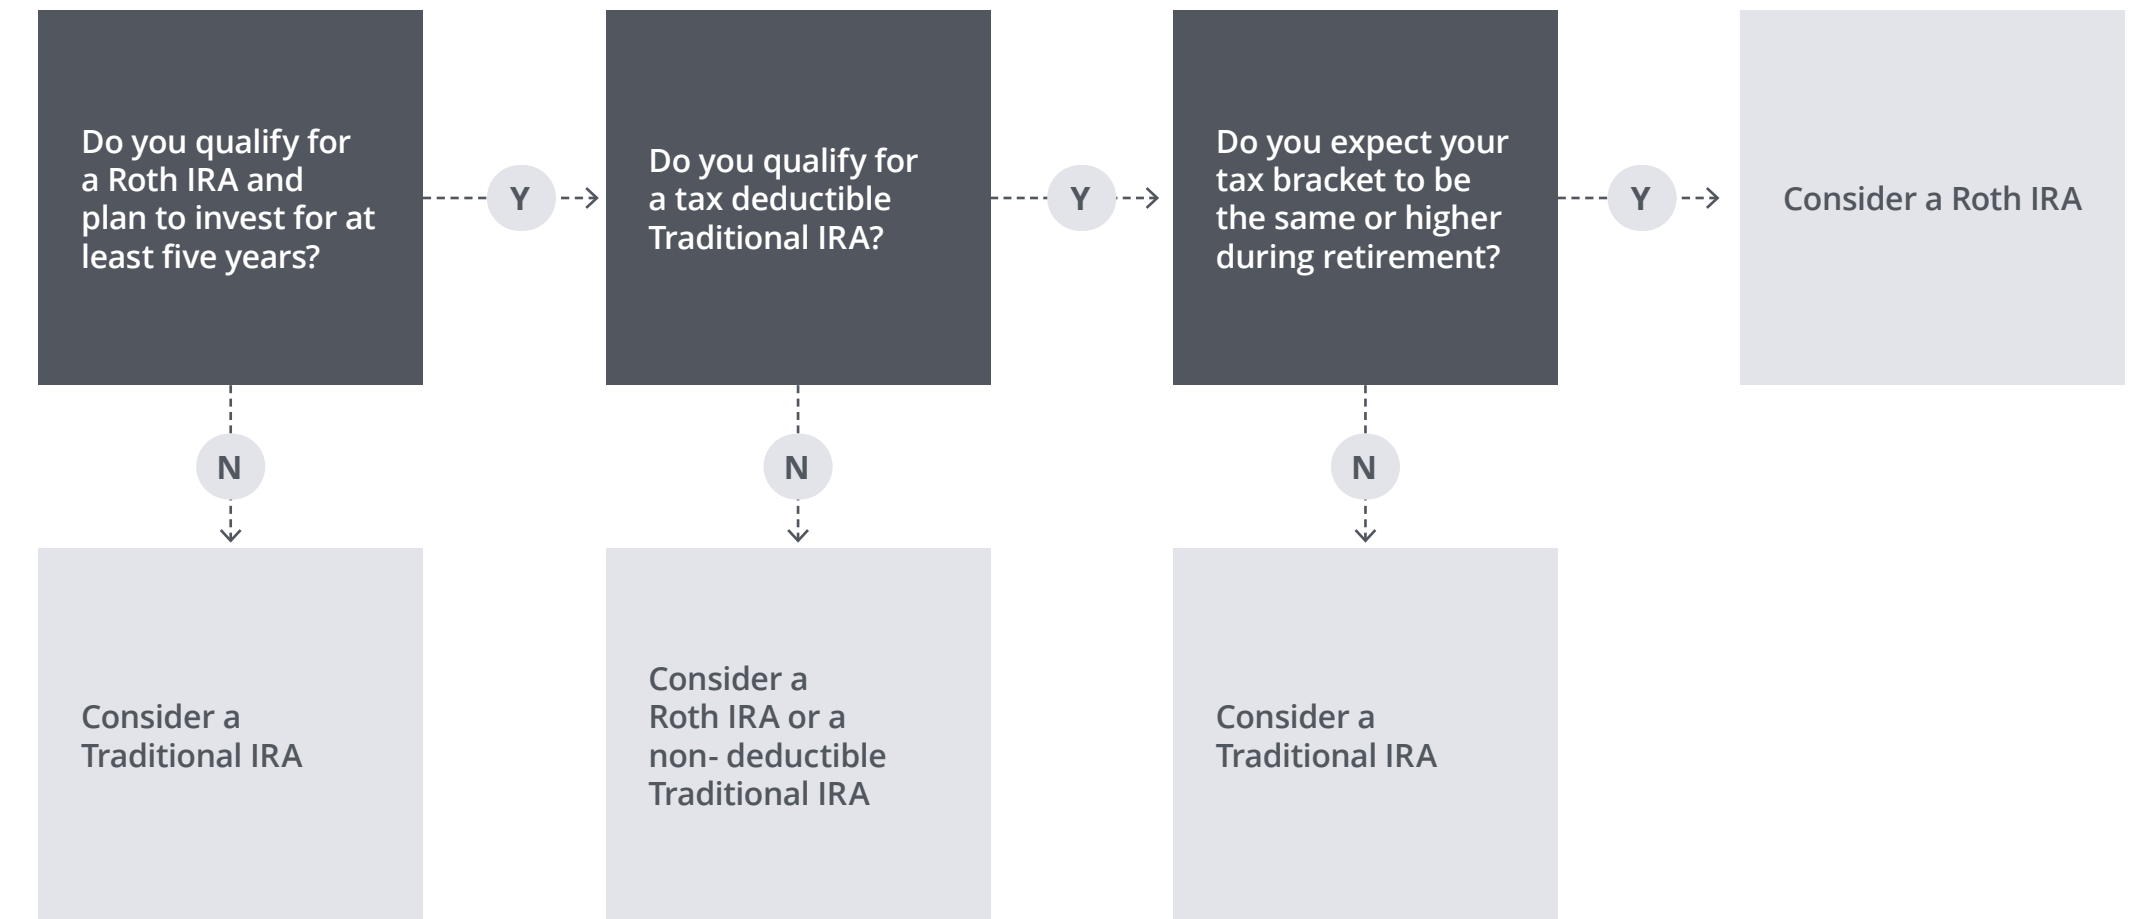 Do you qualify for
a Roth IRA and
plan to invest for at
least five years?
Y
Do you qualify for
a tax deductible
Traditional IRA?
Y
Do you expect your
tax bracket to be
the same or higher
during retirement?
Y
Consider a Roth IRA
N
N
N
Consider a
Traditional IRA
Consider a
Roth IRA or a
non- deductible
Traditional IRA
Consider a
Traditional IRA